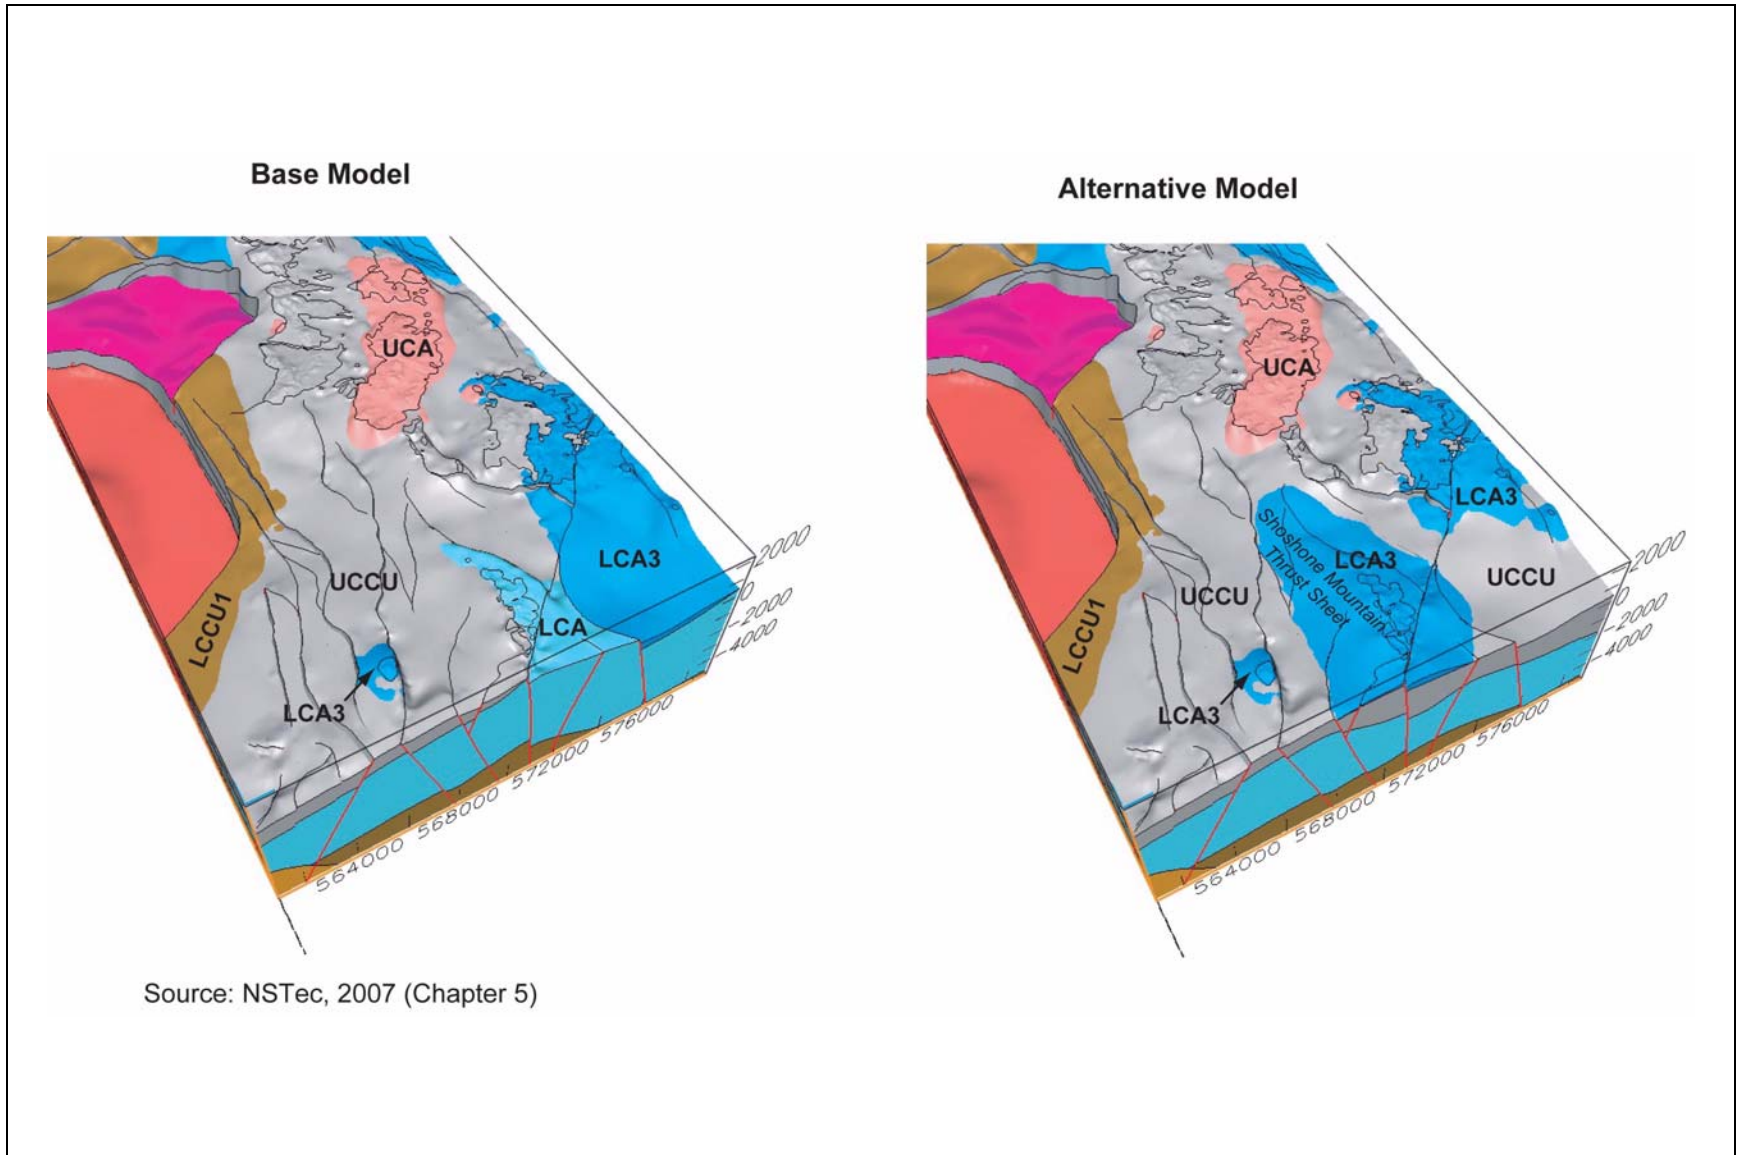 Base Model
UCA
LCA3
UCCU
LCCU1
LCA
LCA3
2000
0
-2000
-4000
576000
572000
568000
564000
Alternative Model
UCA
LCA3
LCA3
Shoshone Mountain
Thrust Sheet
UCCU
UCCU
LCCU1
LCA3
2000
0
-2000
-4000
576000
572000
568000
564000
Source: NSTec, 2007 (Chapter 5)